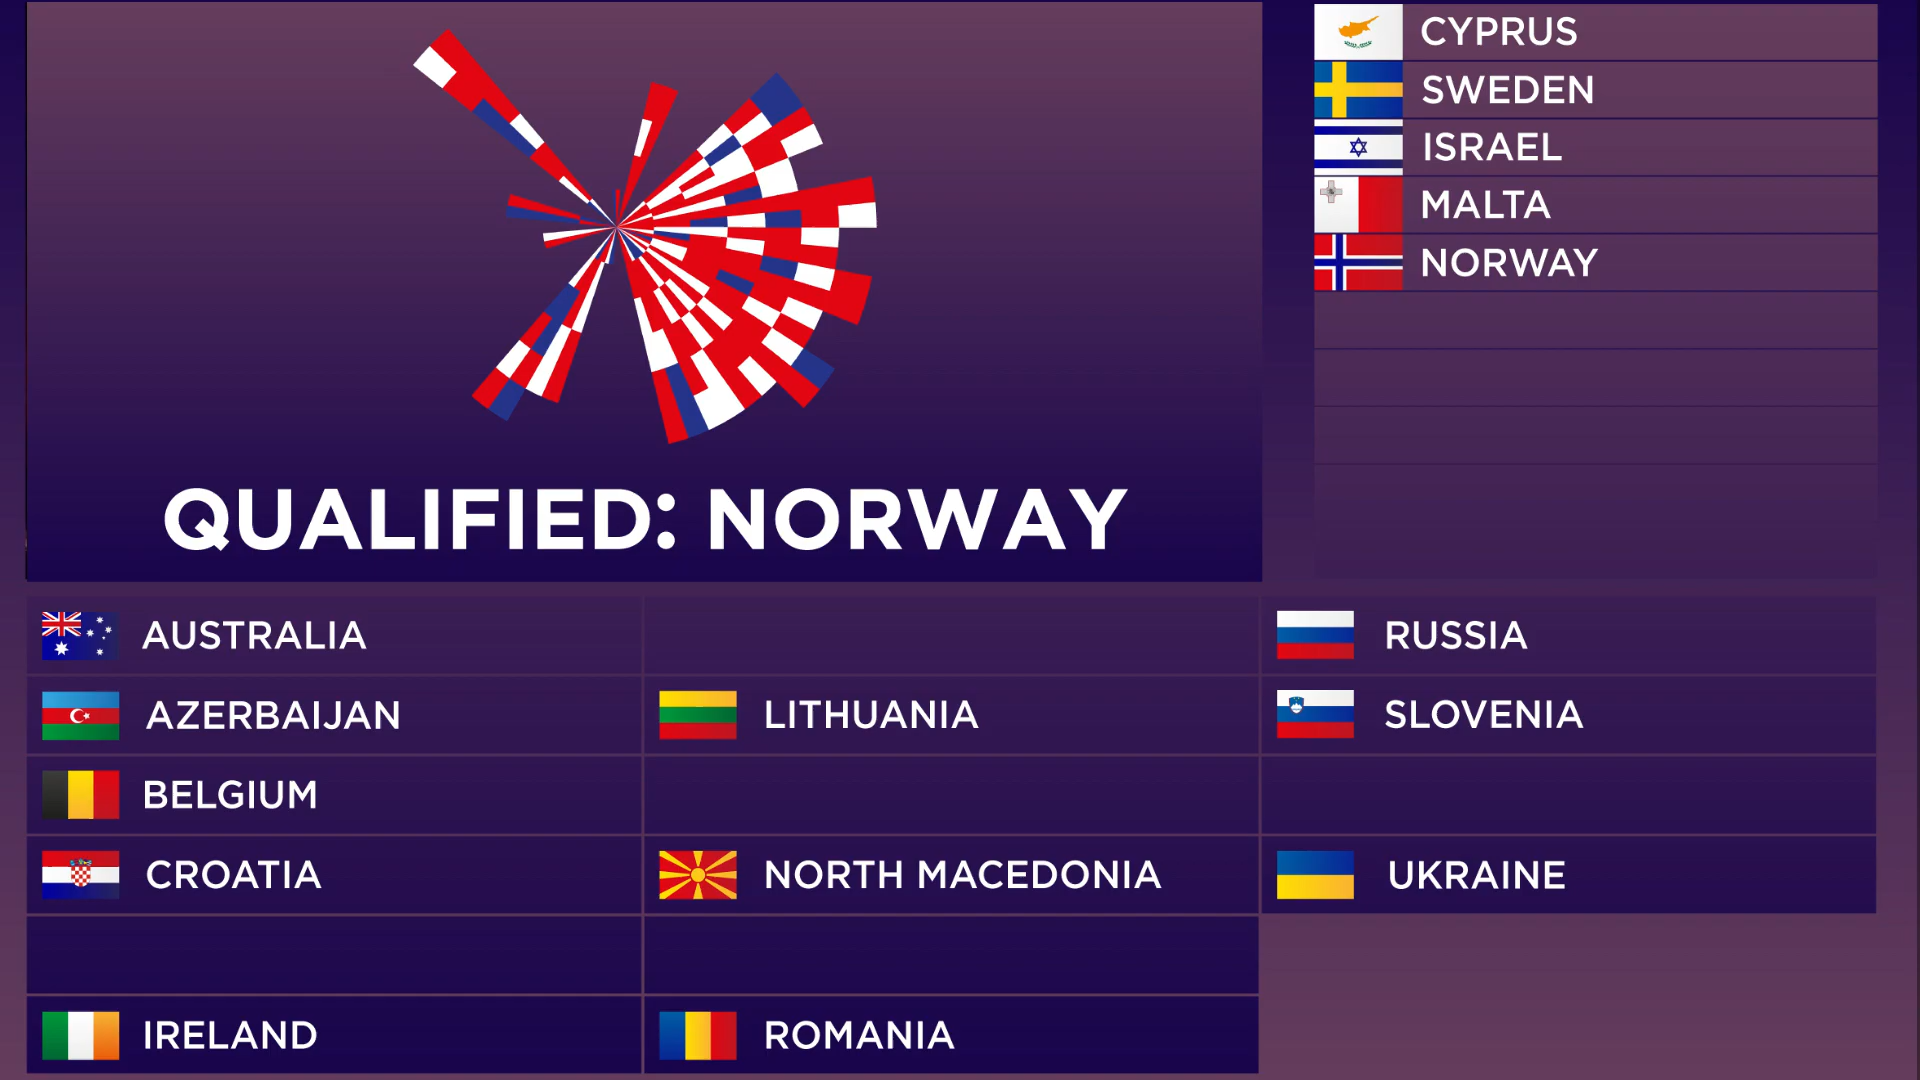 CYPRUS
SWEDEN
ISRAEL
MALTA
NORWAY
QUALIFIED: NORWAY
AUSTRALIA
RUSSIA
AZERBAIJAN
LITHUANIA
SLOVENIA
BELGIUM
CROATIA
NORTH MACEDONIA
UKRAINE
IRELAND
ROMANIA